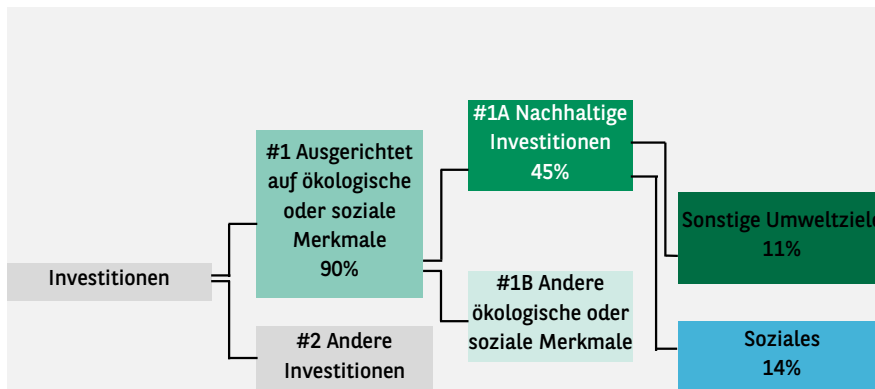 Investitionen
#1 Ausgerichtet
auf ökologische
oder soziale
Merkmale
90%
#2 Andere
Investitionen
#1A Nachhaltige
Investitionen
45%
#1B Andere
ökologische oder
soziale Merkmale
Sonstige Umweltziele
11%
Soziales
14%